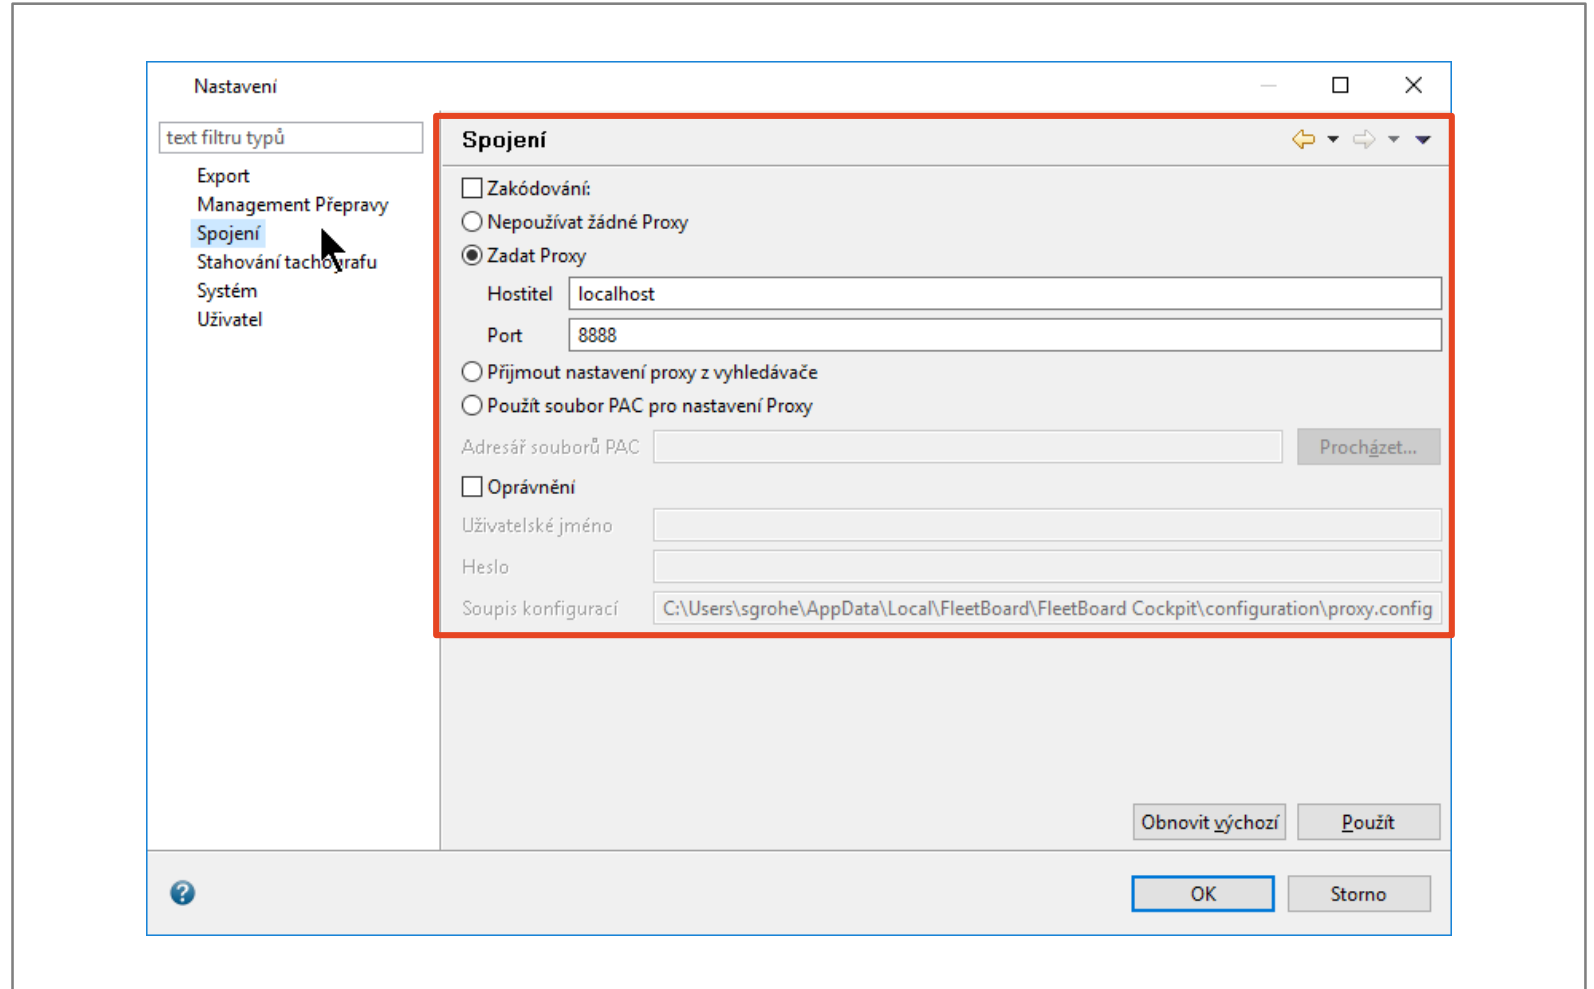 Nastavení
text filtru typů
Export
Management Přepravy
Spojení
Stahování tachografu
Systém
Uživatel
Spojení
Zakódování:
Nepoužívat žádné Proxy
Zadat Proxy
Hostitel localhost
Port 8888
Přijmout nastavení proxy z vyhledávače
Použít soubor PAC pro nastavení Proxy
Adresář souborů PAC Procházet...
Oprávnění
Uživatelské jméno
Heslo
Soupis konfigurací C:\Users\sgrohe\AppData\Local\FleetBoard\FleetBoard Cockpit\configuration\proxy.config
Obnovit výchozí Použít
OK Storno